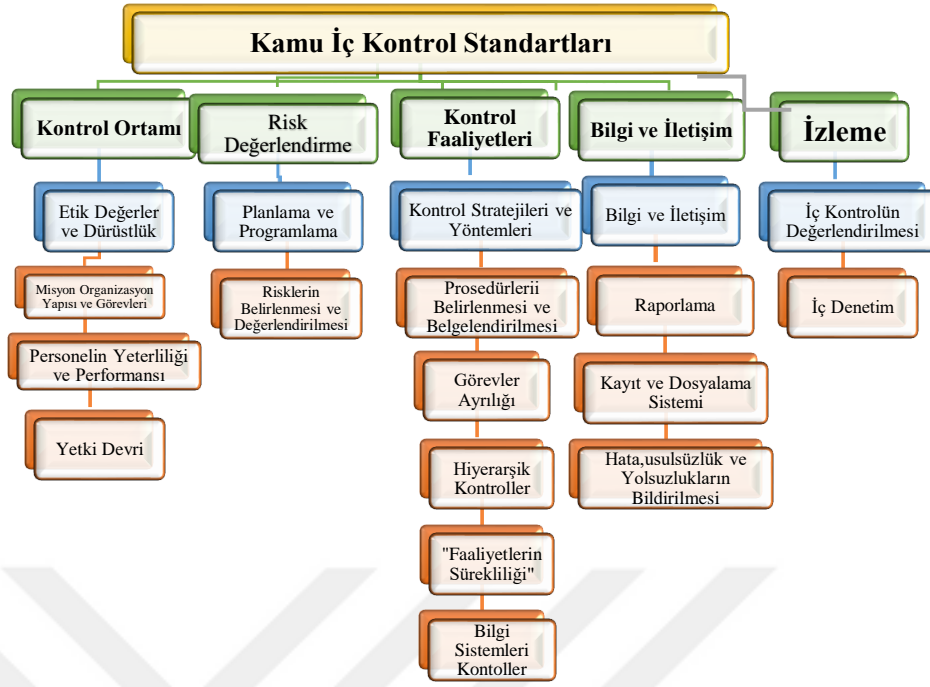 Kamu İç Kontrol Standartları
Kontrol Ortamı
Etik Değerler
ve Dürüstlük
Misyon Organizasyon
Yapısı ve Görevleri
Personelin Yeterliliği
ve Performansı
Yetki Devri
Risk
Değerlendirme
Planlama ve
Programlama
Risklerin
Belirlenmesi ve
Değerlendirilmesi
Kontrol
Faaliyetleri
Kontrol Stratejileri ve
Yöntemleri
Prosedürlerii
Belirlenmesi ve
Belgelendirilmesi
Görevler
Ayrılığı
Hiyerarşik
Kontroller
"Faaliyetlerin
Sürekliliği"
Bilgi
Sistemleri
Kontoller
Bilgi ve İletişim
Bilgi ve İletişim
Raporlama
Kayıt ve Dosyalama
Sistemi
Hata,usulsüzlük ve
Yolsuzlukların
Bildirilmesi
İzleme
İç Kontrolün
Değerlendirilmesi
İç Denetim